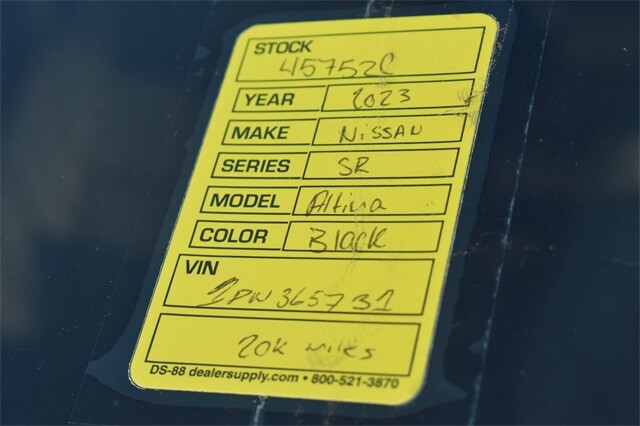 STOCK
45752C
YEAR 2023
MAKE NISSAN
SERIES SR
MODEL Altima
COLOR Black
VIN
1PW365731
20K miles
DS-88 dealersupply.com • 800-521-3870